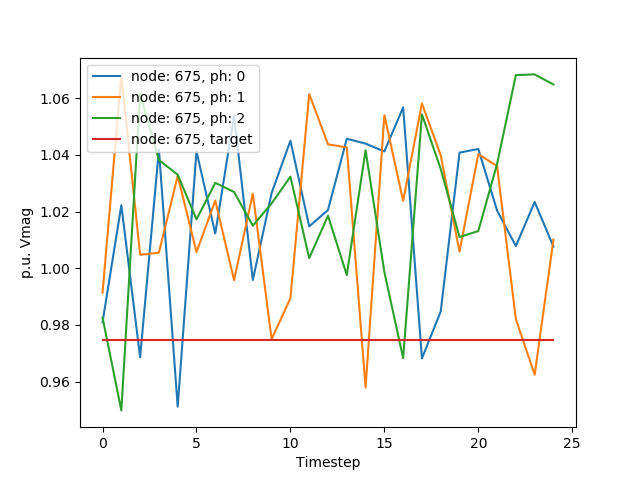 node: 675, ph: 0
node: 675, ph: 1
node: 675, ph: 2
node: 675, target
1.06
1.04
1.02
1.00
0.98
0.96
p.u. Vmag
0 5 10 15 20 25
Timestep